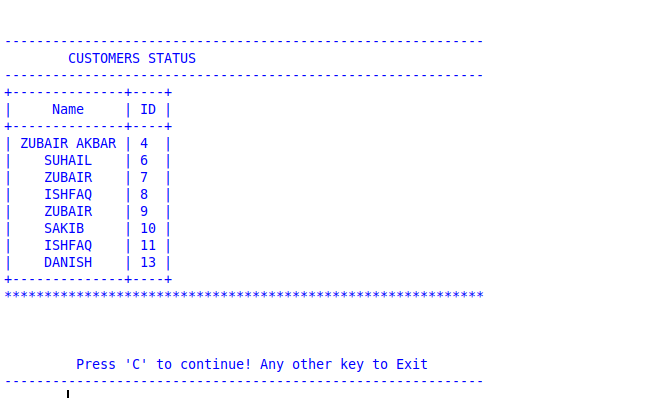 ------------------------------------------------------------
        CUSTOMERS STATUS
------------------------------------------------------------
+--------------+----+
|     Name     | ID |
+--------------+----+
| ZUBAIR AKBAR | 4  |
|    SUHAIL    | 6  |
|    ZUBAIR    | 7  |
|    ISHFAQ    | 8  |
|    ZUBAIR    | 9  |
|    SAKIB     | 10 |
|    ISHFAQ    | 11 |
|    DANISH    | 13 |
+--------------+----+
************************************************************
         Press 'C' to continue! Any other key to Exit
------------------------------------------------------------